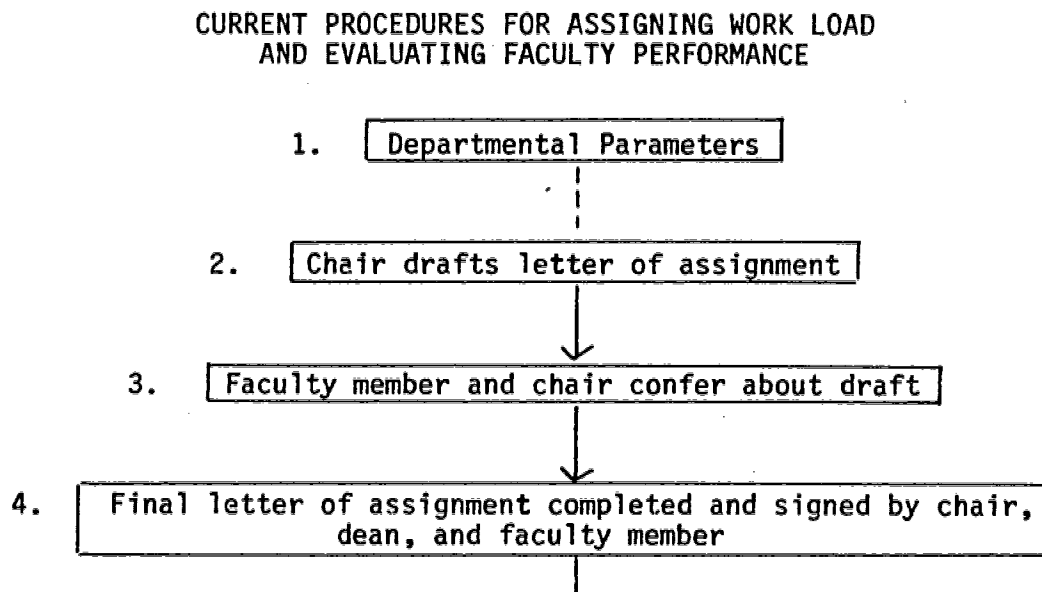 CURRENT PROCEDURES FOR ASSIGNING WORK LOAD
AND EVALUATING FACULTY PERFORMANCE
1. Departmental Parameters
2. Chair drafts letter of assignment
3. Faculty member and chair confer about draft
4. Final letter of assignment completed and signed by chair,
dean, and faculty member